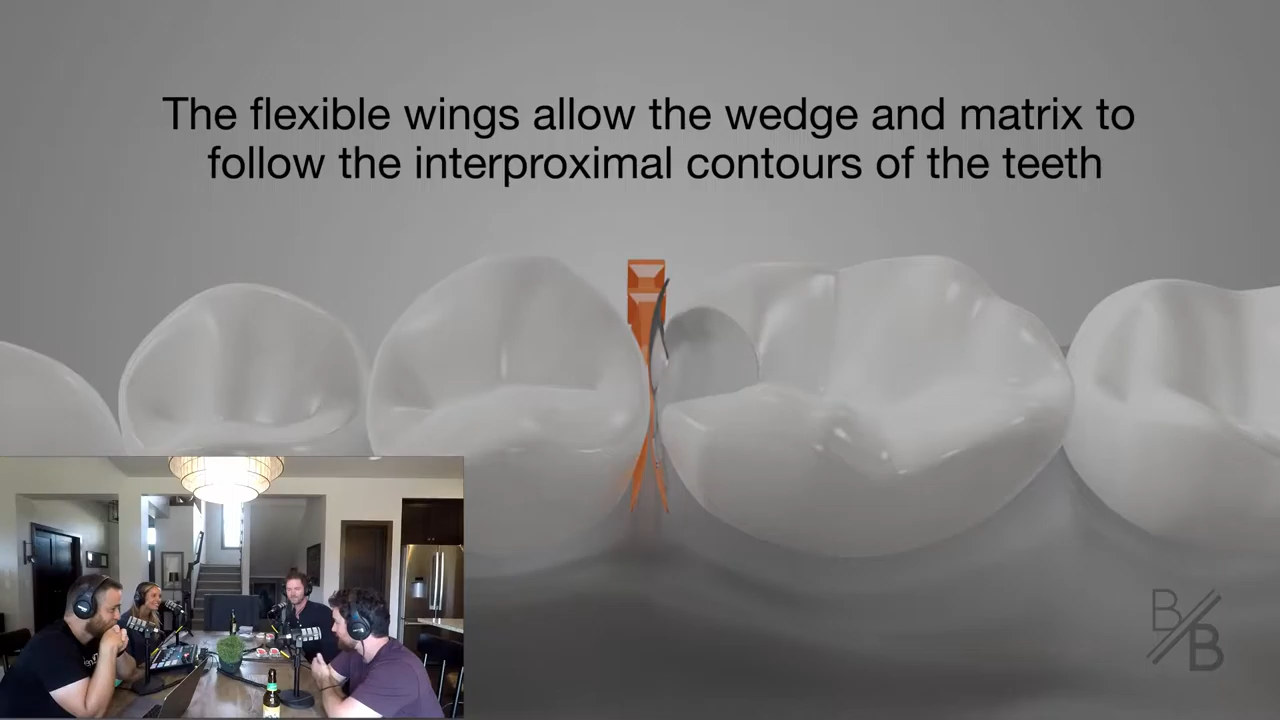 The flexible wings allow the wedge and matrix to
follow the interproximal contours of the teeth
B/B